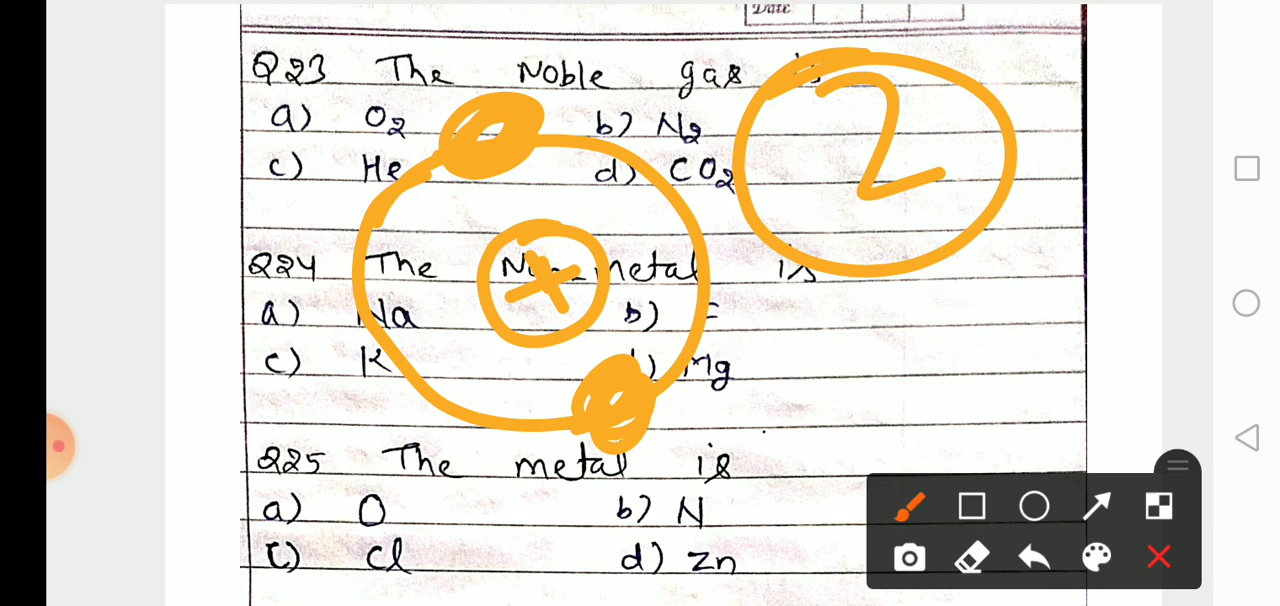 Date
Q23 The Noble gas is
a) O2 b) N2
c) He d) CO2
2
Q24 The metal is
a) Na b)
c) K d) Mg
Q25 The metal is
a) O b) N
c) Cl d) Zn